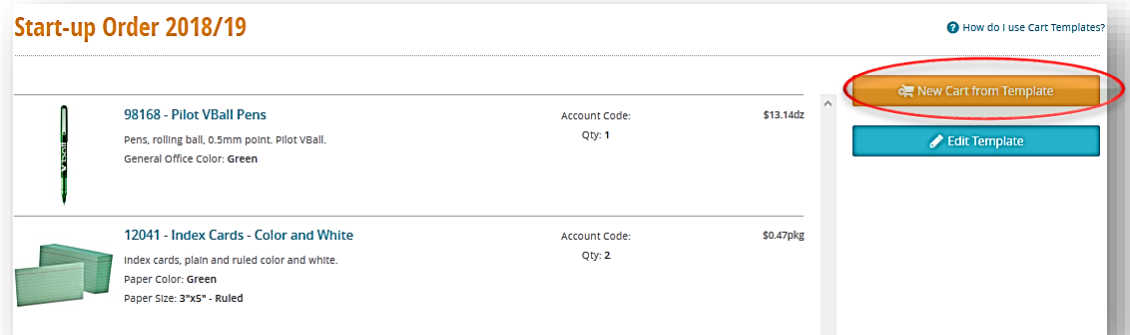 Start-up Order 2018/19
How do I use Cart Templates?
New Cart from Template
Edit Template
98168 - Pilot VBall Pens
Account Code:
$13.14dz
Pens, rolling ball, 0.5mm point. Pilot VBall.
Qty: 1
General Office Color: Green
V Ball
12041 - Index Cards - Color and White
Account Code:
$0.47pkg
Index cards, plain and ruled color and white.
Qty: 2
Paper Color: Green
Paper Size: 3"x5" - Ruled